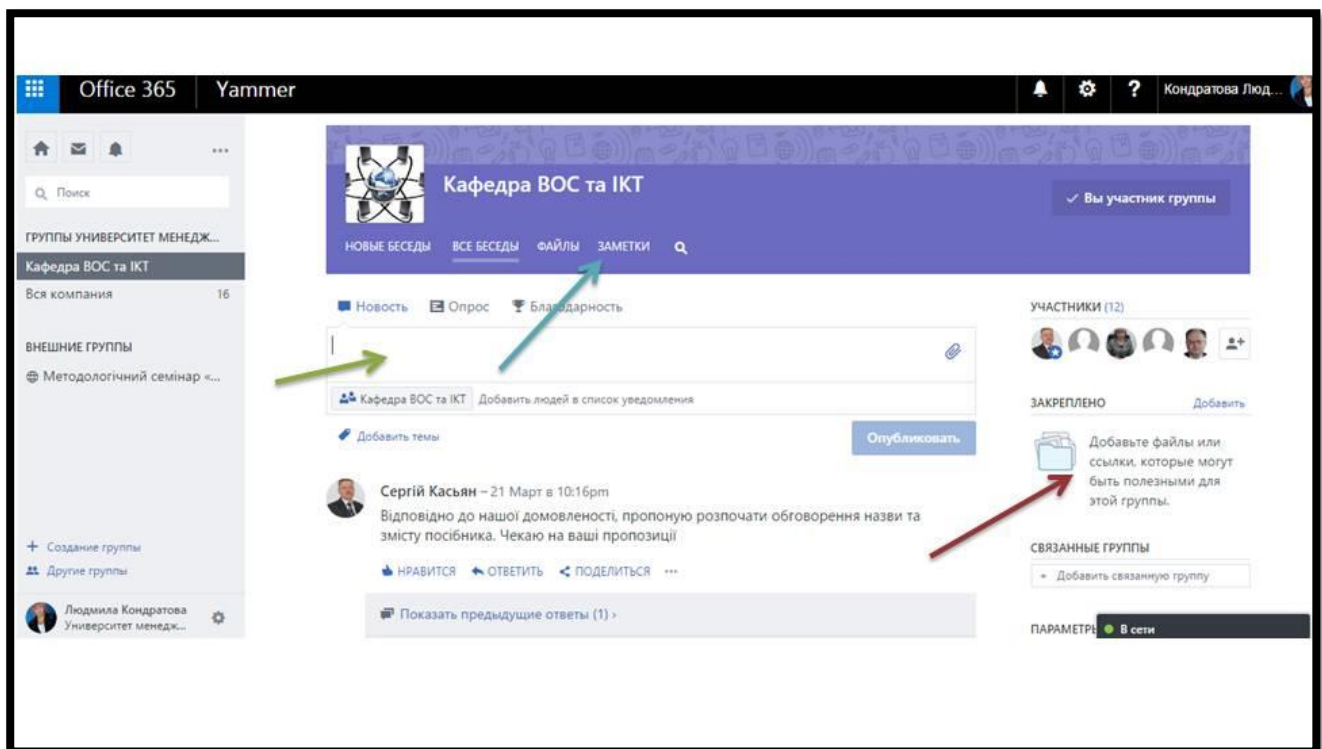 Office 365 Yammer
? Кондратова Люд...
...
Поиск
ГРУППЫ УНИВЕРСИТЕТ МЕНЕДЖ...
Кафедра ВОС та ІКТ
Вся компания 16
ВНЕШНИЕ ГРУППЫ
Методологічний семінар «...
+ Создание группы
Другие группы
Людмила Кондратова
Университет менедж...
Кафедра ВОС та ІКТ
✓ Вы участник группы
НОВЫЕ БЕСЕДЫ ВСЕ БЕСЕДЫ ФАЙЛЫ ЗАМЕТКИ
Новость Опрос Благодарность
Кафедра ВОС та ІКТ Добавить людей в список уведомления
Добавить темы Опубликовать
Сергій Касьян – 21 Март в 10:16pm
Відповідно до нашої домовленості, пропоную розпочати обговорення назви та
змісту посібника. Чекаю на ваші пропозиції
НРАВИТСЯ ОТВЕТИТЬ ПОДЕЛИТЬСЯ ...
Показать предыдущие ответы (1) ›
УЧАСТНИКИ (12)
ЗАКРЕПЛЕНО Добавить
Добавьте файлы или
ссылки, которые могут
быть полезными для
этой группы.
СВЯЗАННЫЕ ГРУППЫ
+ Добавить связанную группу
ПАРАМЕТРЫ В сети